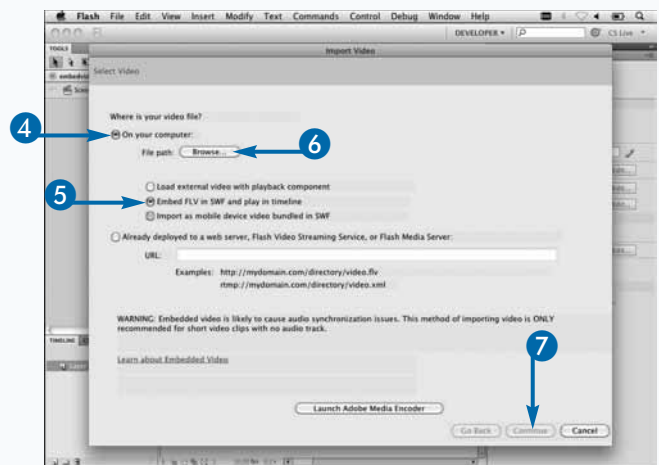 Flash File Edit View Insert Modify Text Commands Control Debug Window Help
DEVELOPER CS Live
TOOLS Import Video
Select Video
Where is your video file?
4 On your computer:
File path: Browse... 6
Load external video with playback component
5 Embed FLV in SWF and play in timeline
Import as mobile device video bundled in SWF
Already deployed to a web server, Flash Video Streaming Service, or Flash Media Server:
URL:
Examples: http://mydomain.com/directory/video.flv
rtmp://mydomain.com/directory/video.xml
WARNING: Embedded video is likely to cause audio synchronization issues. This method of importing video is ONLY
recommended for short video clips with no audio track.
TIMELINE
7
Learn about Embedded Video
Launch Adobe Media Encoder
Go Back Continue Cancel